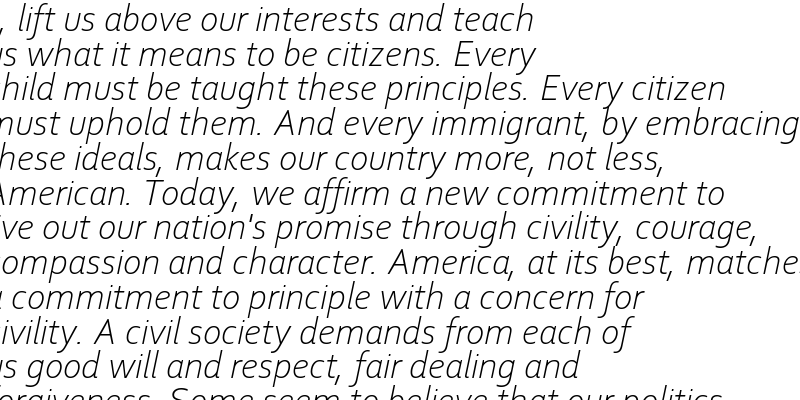 , lift us above our interests and teach
us what it means to be citizens. Every
child must be taught these principles. Every citizen
must uphold them. And every immigrant, by embracing
these ideals, makes our country more, not less,
American. Today, we affirm a new commitment to
live out our nation's promise through civility, courage,
compassion and character. America, at its best, matches
a commitment to principle with a concern for
civility. A civil society demands from each of
us good will and respect, fair dealing and
forgiveness. Some seem to believe that our politics